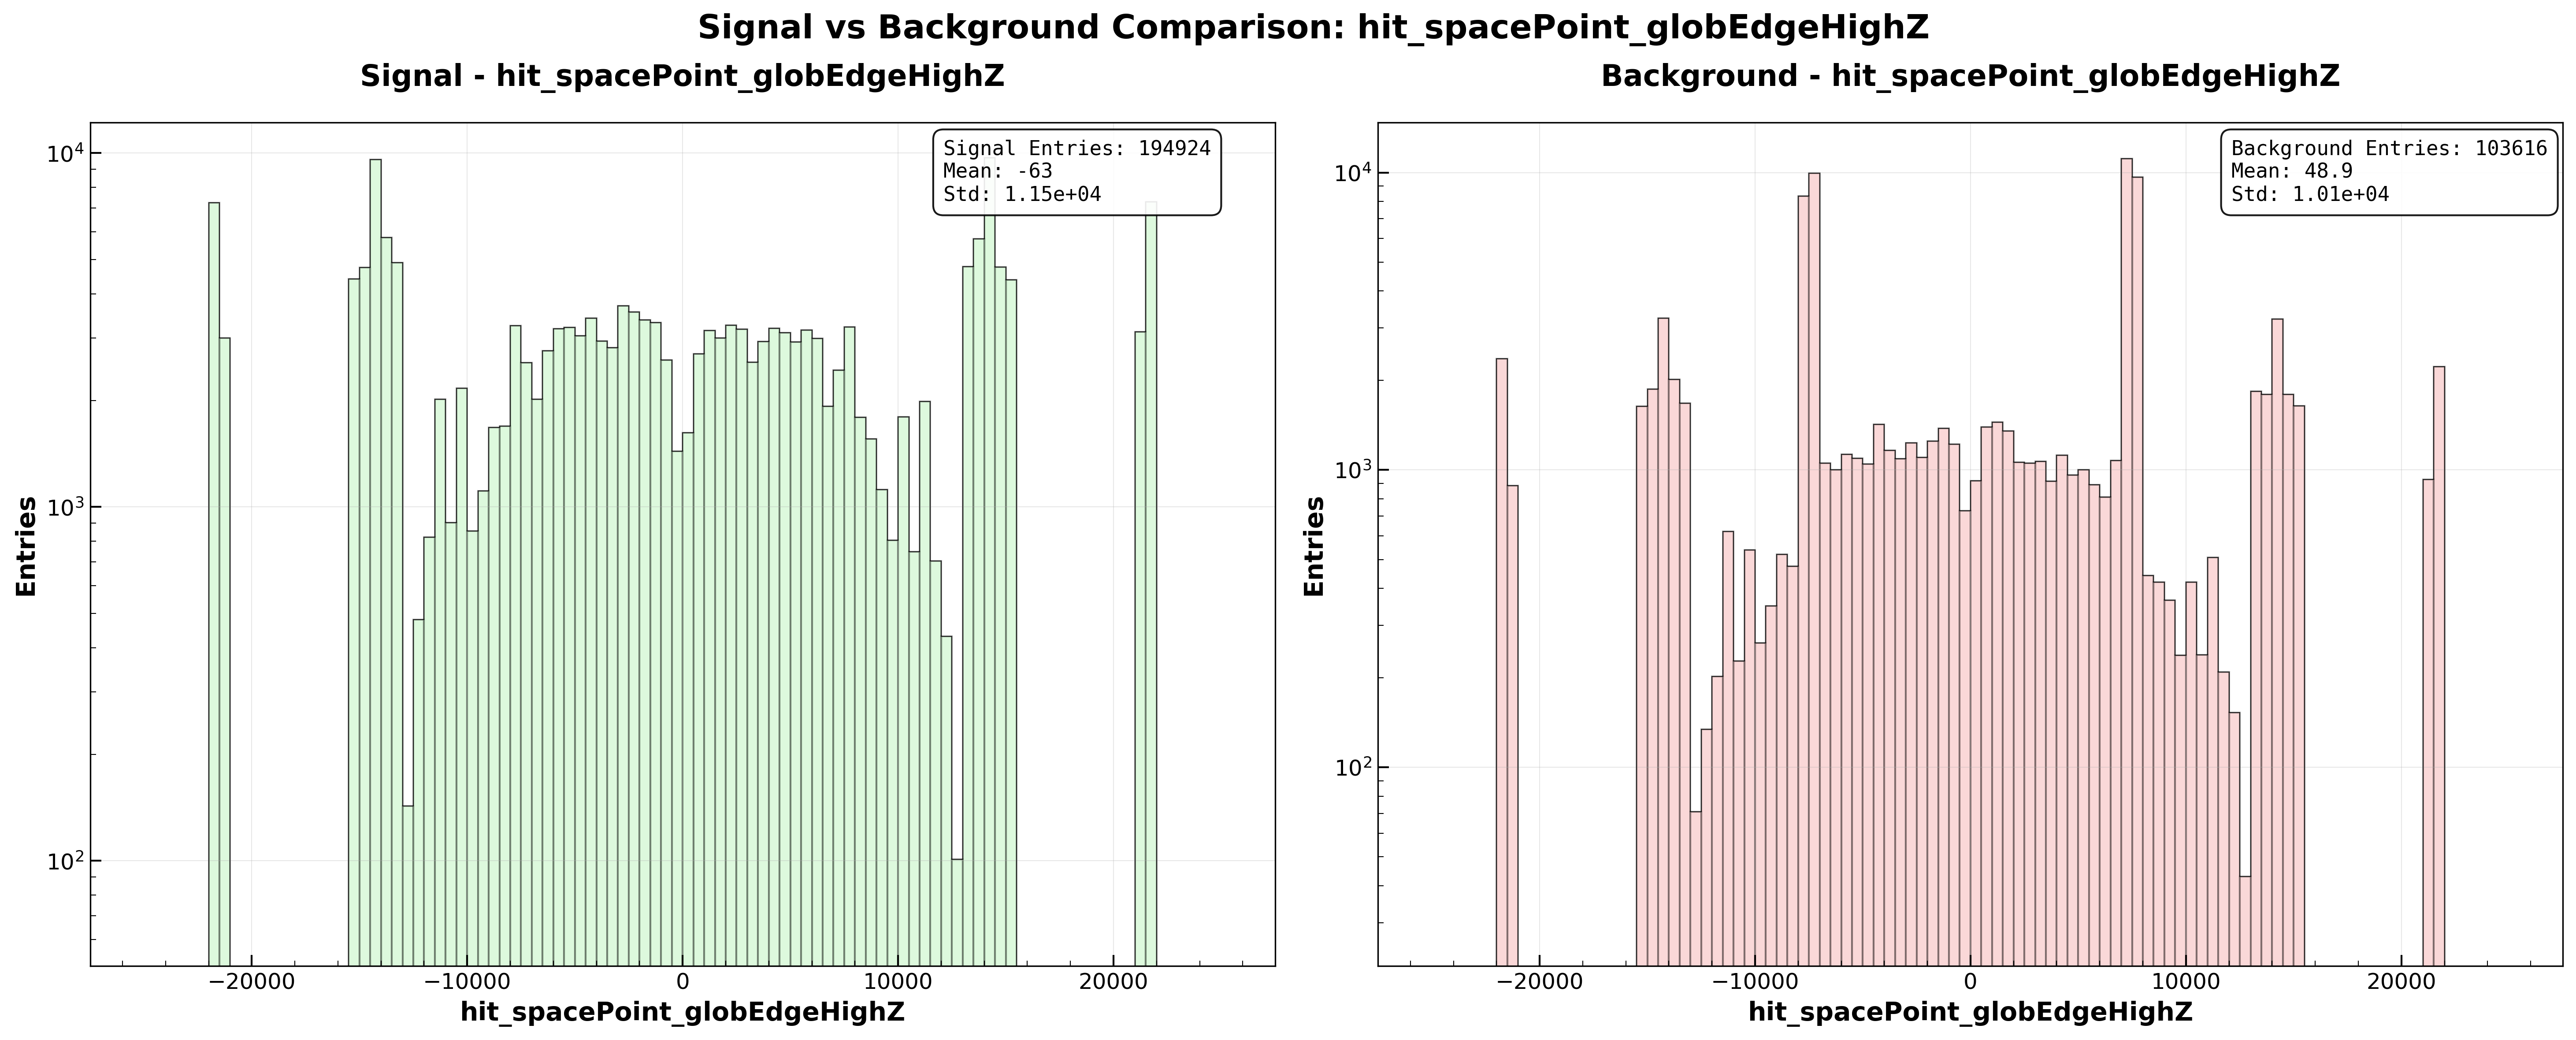 Signal vs Background Comparison: hit_spacePoint_globEdgeHighZ
Signal - hit_spacePoint_globEdgeHighZ
Signal Entries: 194924
Mean: -63
Std: 1.15e+04
10⁴
10³
10²
Entries
−20000 −10000 0 10000 20000
hit_spacePoint_globEdgeHighZ
Background - hit_spacePoint_globEdgeHighZ
Background Entries: 103616
Mean: 48.9
Std: 1.01e+04
10⁴
10³
10²
Entries
−20000 −10000 0 10000 20000
hit_spacePoint_globEdgeHighZ